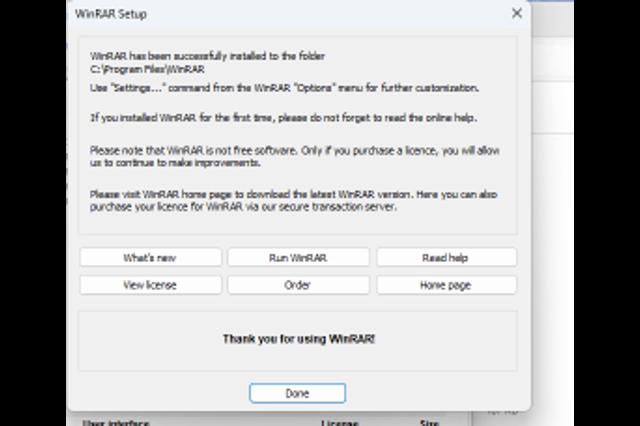 WinRAR Setup
WinRAR has been successfully installed to the folder
C:\Program Files\WinRAR
Use "Settings..." command from the WinRAR "Options" menu for further customization.
If you installed WinRAR for the first time, please do not forget to read the online help.
Please note that WinRAR is not free software. Only if you purchase a licence, you will allow
us to continue to make improvements.
Please visit WinRAR home page to download the latest WinRAR version. Here you can also
purchase your licence for WinRAR via our secure transaction server.
What's new Run WinRAR Read help
View license Order Home page
Thank you for using WinRAR!
Done
User interface License Size